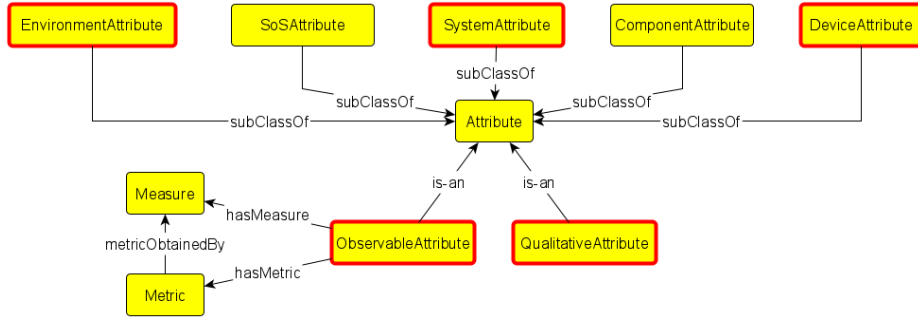 EnvironmentAttribute
SoSAttribute
SystemAttribute
ComponentAttribute
DeviceAttribute
subClassOf
subClassOf
subClassOf
subClassOf
subClassOf
Attribute
is-an
is-an
Measure
hasMeasure
metricObtainedBy
ObservableAttribute
QualitativeAttribute
hasMetric
Metric